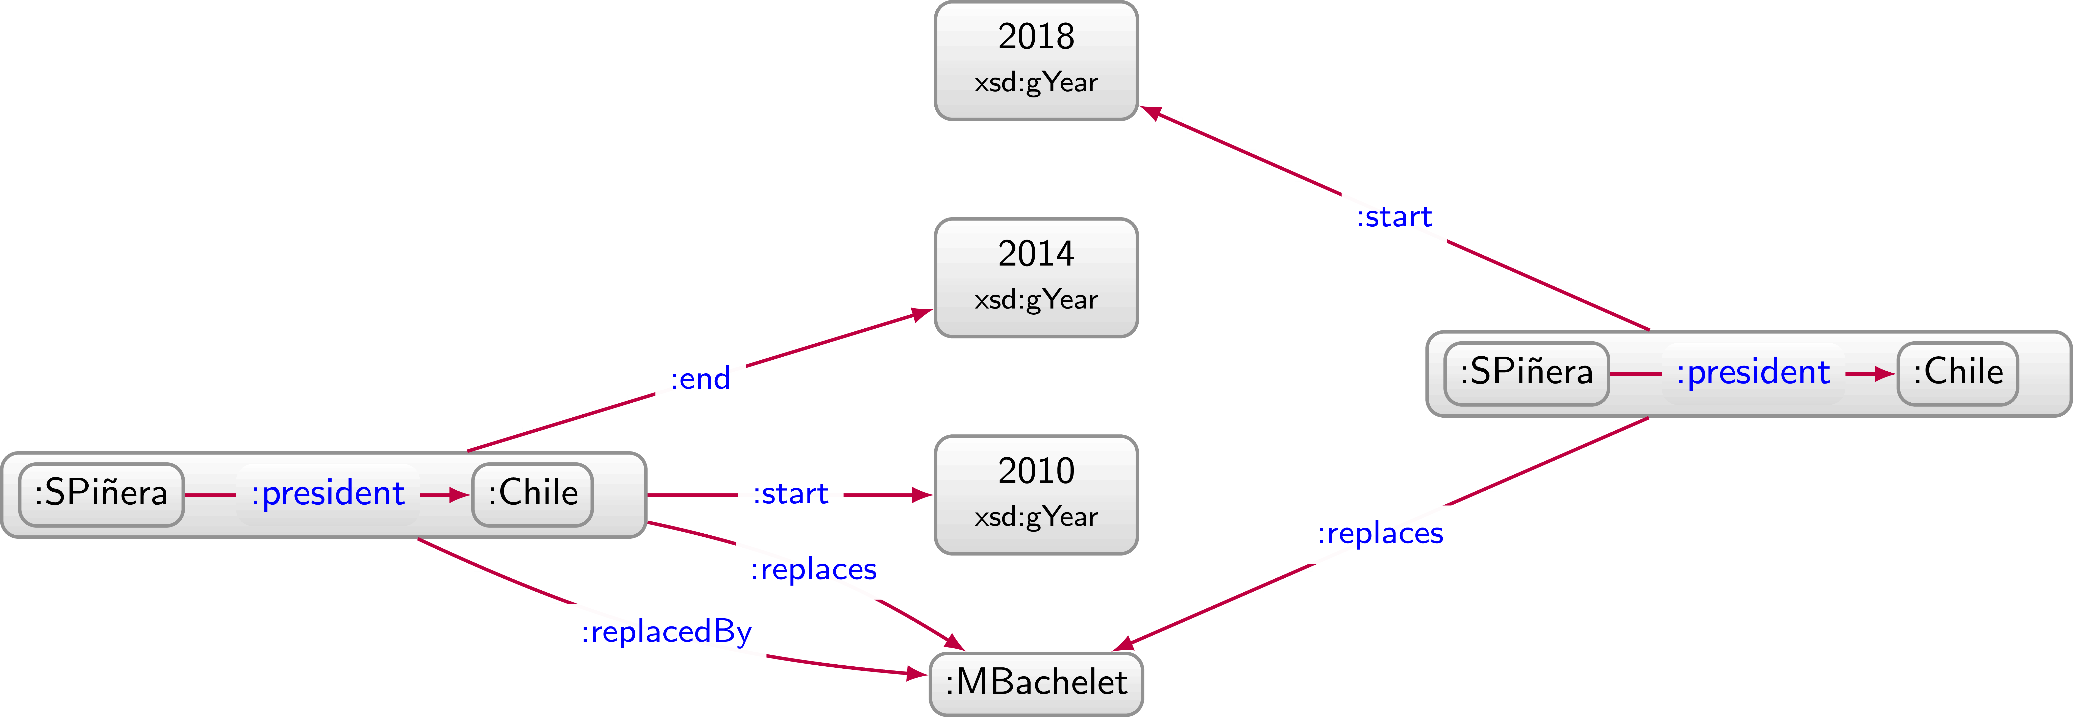 2018
xsd:gYear
:start
2014
xsd:gYear
:SPiñera :president :Chile
:end
2010
xsd:gYear
:SPiñera :president :Chile
:start
:replaces
:replaces
:replacedBy
:MBachelet